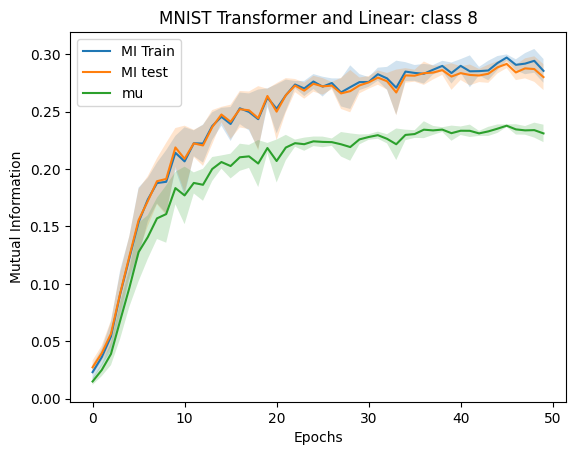 MNIST Transformer and Linear: class 8
MI Train
MI test
mu
Mutual Information
0.30
0.25
0.20
0.15
0.10
0.05
0.00
0
10
20
30
40
50
Epochs